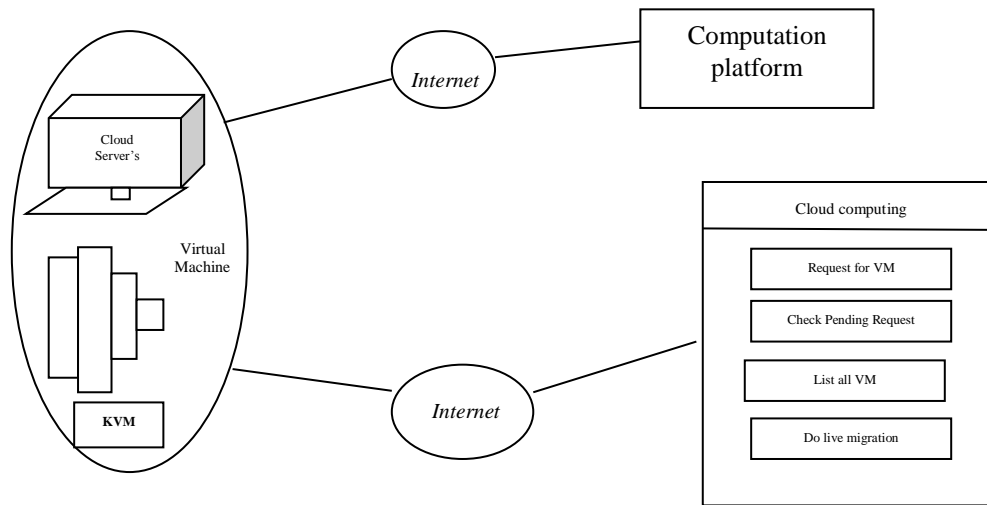 Computation
platform
Internet
Cloud
Server's
Virtual
Machine
KVM
Internet
Cloud computing
Request for VM
Check Pending Request
List all VM
Do live migration